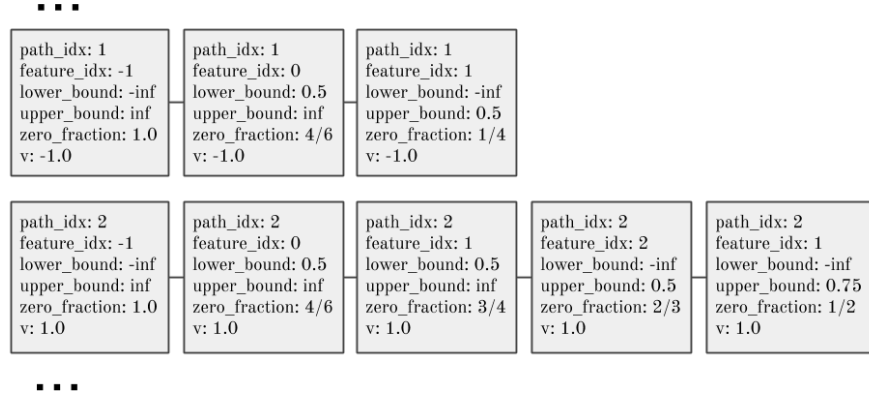 ...
path_idx: 1
feature_idx: -1
lower_bound: -inf
upper_bound: inf
zero_fraction: 1.0
v: -1.0
path_idx: 1
feature_idx: 0
lower_bound: 0.5
upper_bound: inf
zero_fraction: 4/6
v: -1.0
path_idx: 1
feature_idx: 1
lower_bound: -inf
upper_bound: 0.5
zero_fraction: 1/4
v: -1.0
path_idx: 2
feature_idx: -1
lower_bound: -inf
upper_bound: inf
zero_fraction: 1.0
v: 1.0
path_idx: 2
feature_idx: 0
lower_bound: 0.5
upper_bound: inf
zero_fraction: 4/6
v: 1.0
path_idx: 2
feature_idx: 1
lower_bound: 0.5
upper_bound: inf
zero_fraction: 3/4
v: 1.0
path_idx: 2
feature_idx: 2
lower_bound: -inf
upper_bound: 0.5
zero_fraction: 2/3
v: 1.0
path_idx: 2
feature_idx: 1
lower_bound: -inf
upper_bound: 0.75
zero_fraction: 1/2
v: 1.0
...